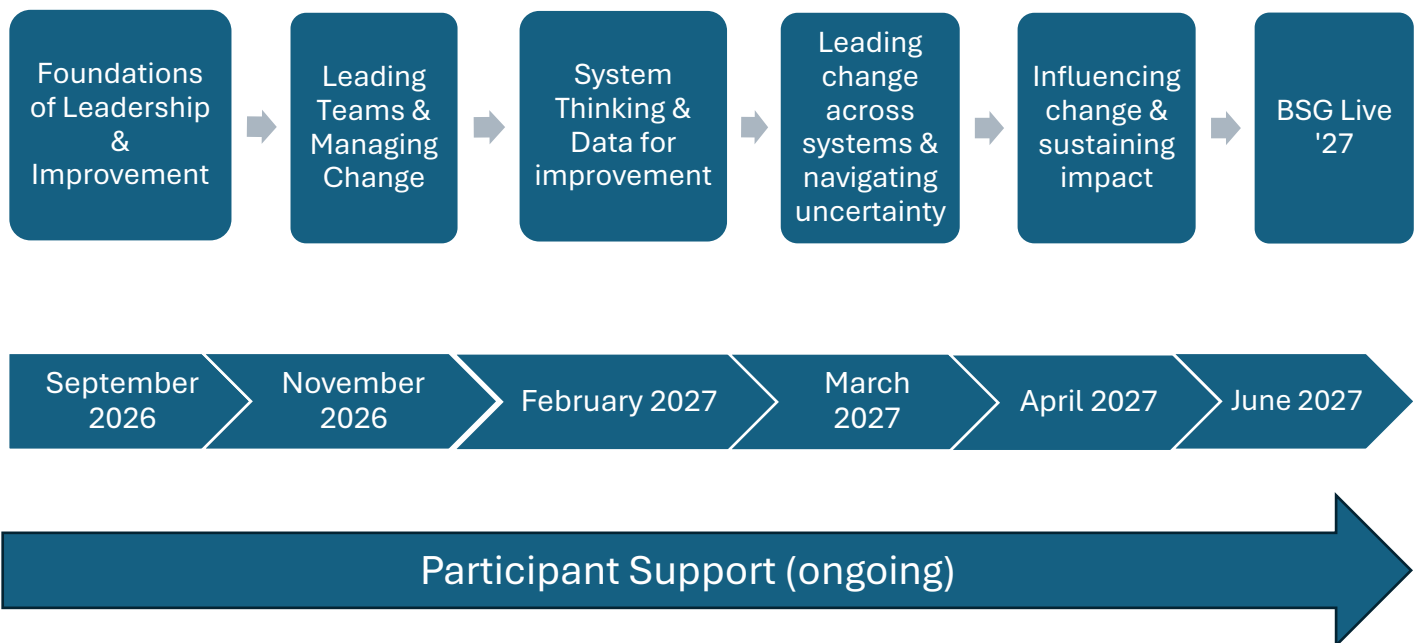 Foundations
of Leadership
&
Improvement
Leading
Teams &
Managing
Change
System
Thinking &
Data for
improvement
Leading
change
across
systems &
navigating
uncertainty
Influencing
change &
sustaining
impact
BSG Live
'27
September
2026
November
2026
February 2027
March
2027
April 2027
June 2027
Participant Support (ongoing)